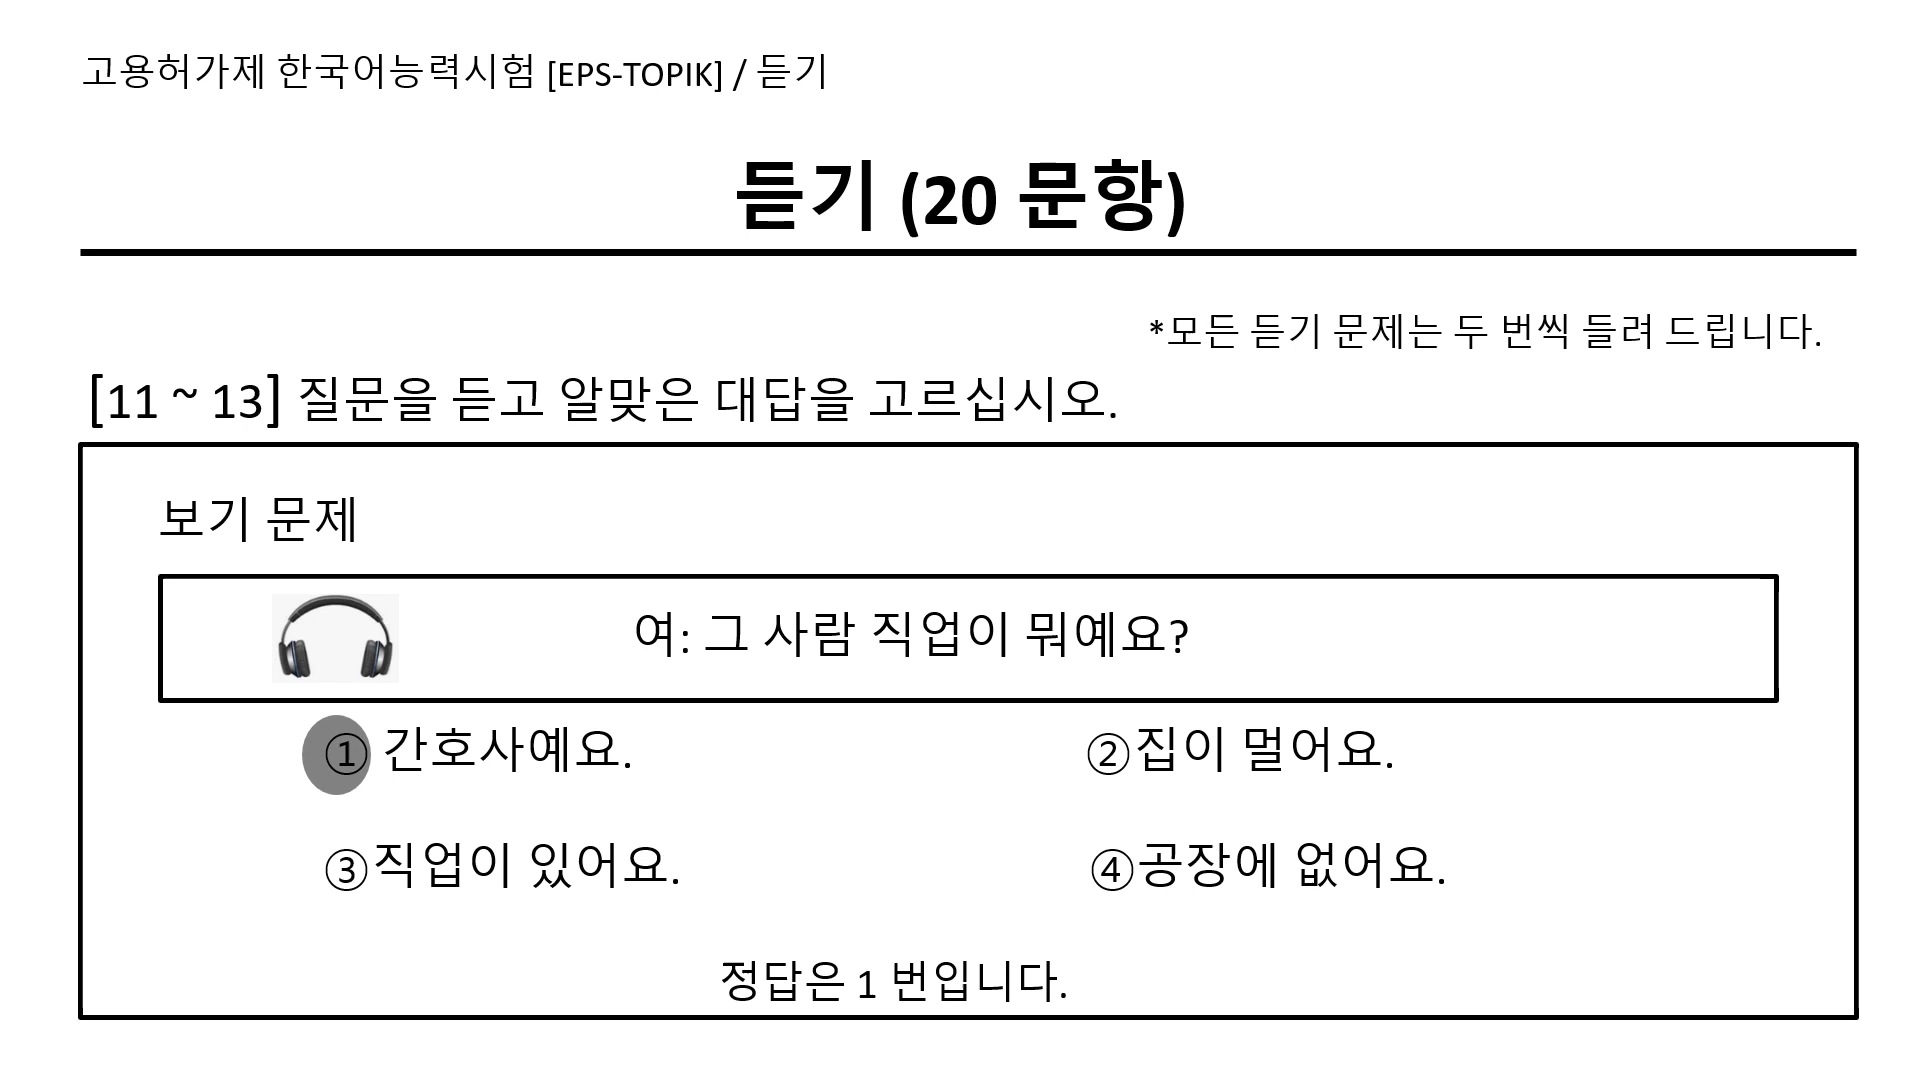 고용허가제 한국어능력시험 [EPS-TOPIK] / 듣기
듣기 (20 문항)
*모든 듣기 문제는 두 번씩 들려 드립니다.
[11 ~ 13] 질문을 듣고 알맞은 대답을 고르십시오.
보기 문제
여: 그 사람 직업이 뭐예요?
① 간호사예요.
②집이 멀어요.
③직업이 있어요.
④공장에 없어요.
정답은 1 번입니다.